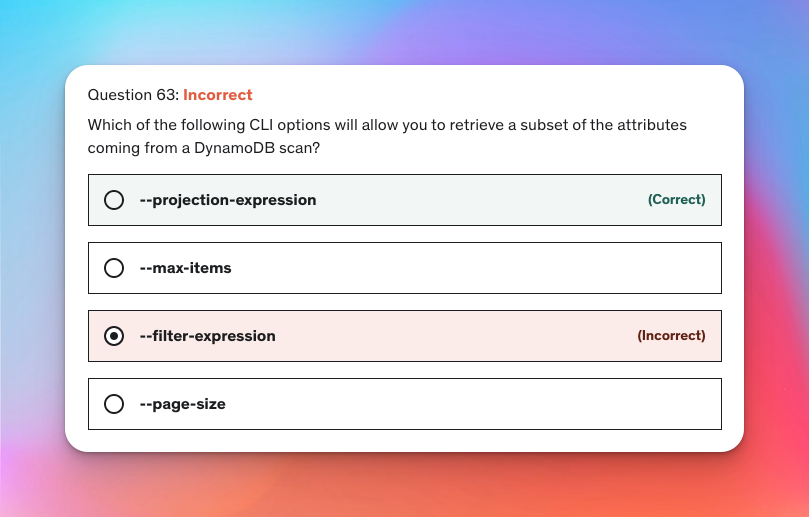 Question 63: Incorrect
Which of the following CLI options will allow you to retrieve a subset of the attributes
coming from a DynamoDB scan?
--projection-expression (Correct)
--max-items
--filter-expression (Incorrect)
--page-size